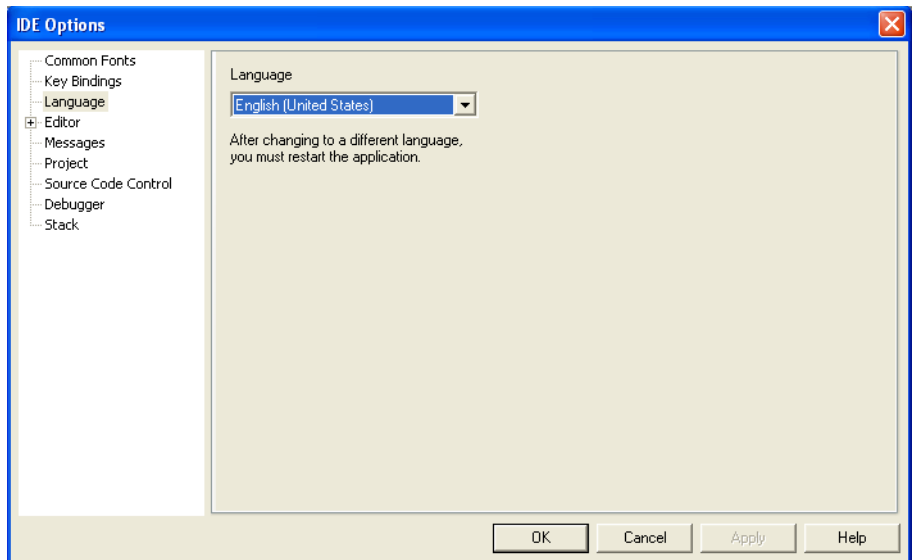 IDE Options
Common Fonts
Key Bindings
Language
Editor
Messages
Project
Source Code Control
Debugger
Stack
Language
English (United States)
After changing to a different language,
you must restart the application.
OK
Cancel
Apply
Help